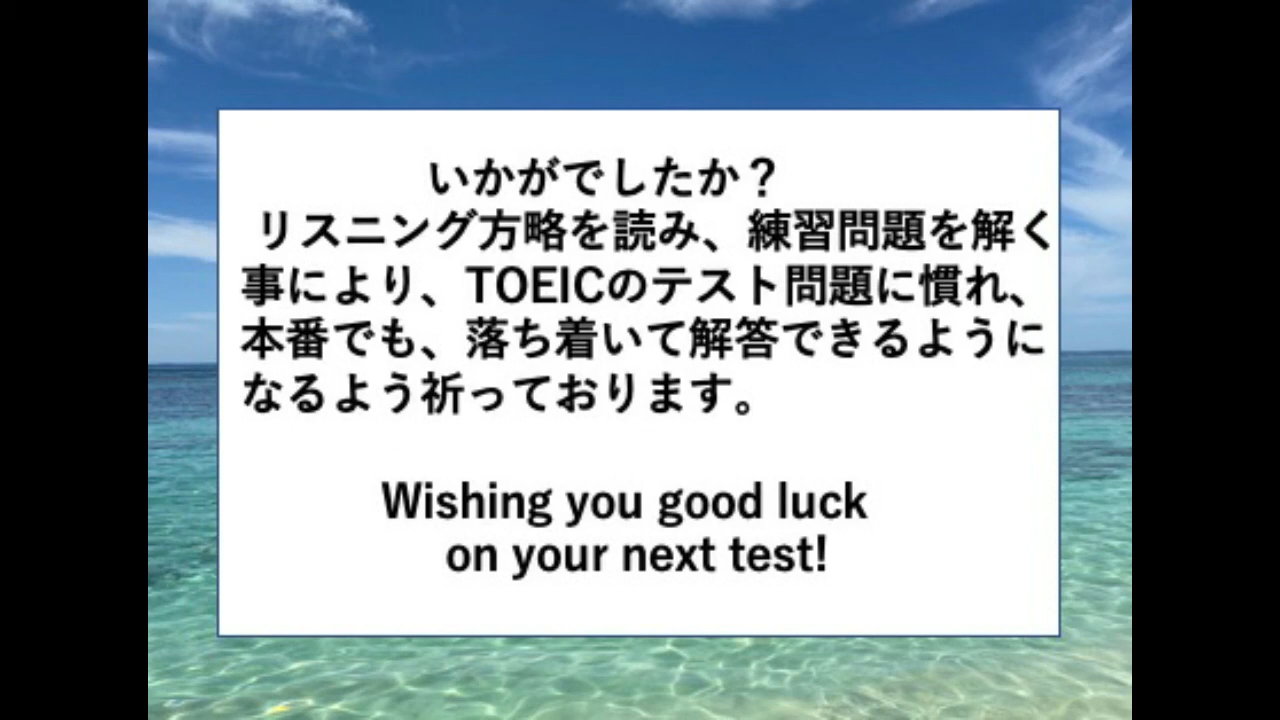 いかがでしたか？
リスニング方略を読み、練習問題を解く
事により、TOEICのテスト問題に慣れ、
本番でも、落ち着いて解答できるように
なるよう祈っております。
Wishing you good luck
on your next test!